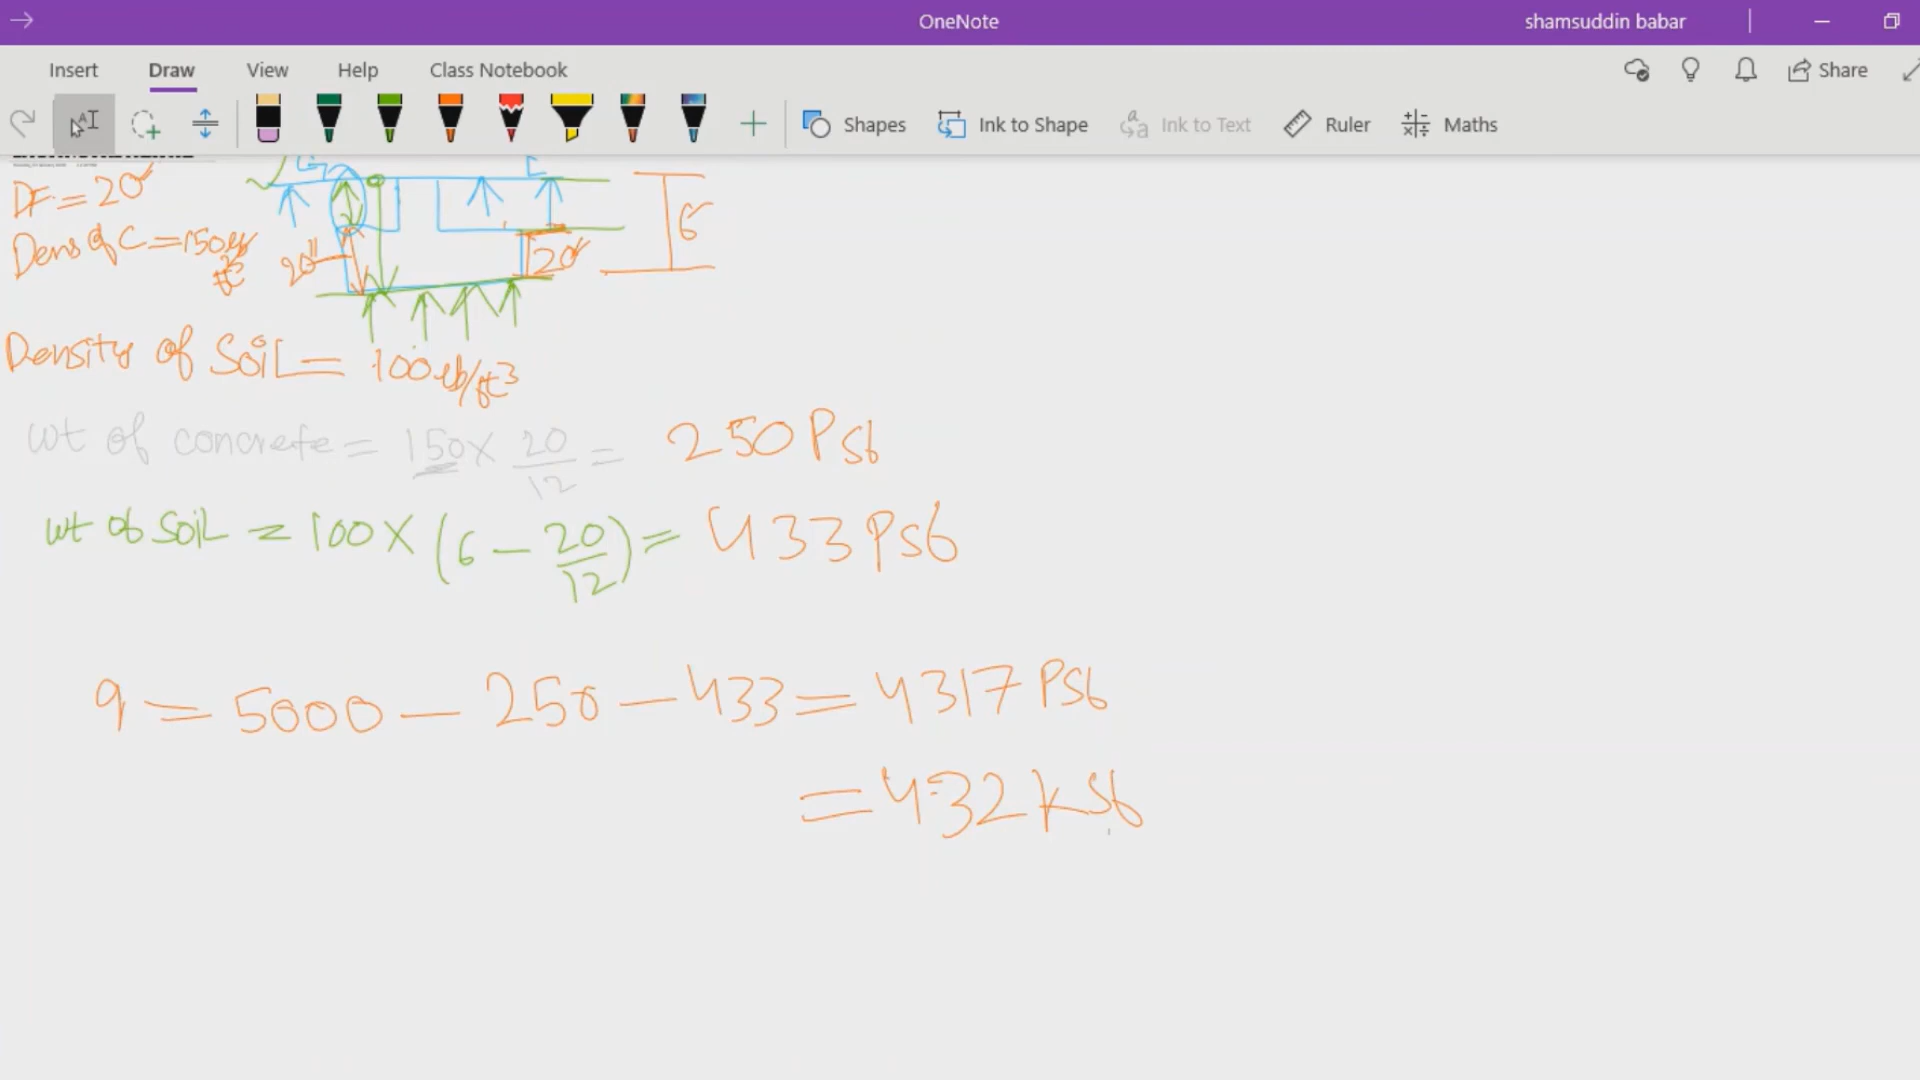 OneNote
shamsuddin babar
Insert
Draw
View
Help
Class Notebook
Share
Shapes
Ink to Shape
Ink to Text
Ruler
Maths
DF = 20"
Dens of C = 150
20"
20"
6'
Density of Soil = 100 lb/ft³
wt of concrete = 150 x 20/12 = 250 Psf
wt of Soil = 100 x (6 - 20/12) = 433 Psf
q = 5000 - 250 - 433 = 4317 Psf
= 4.32 ksf